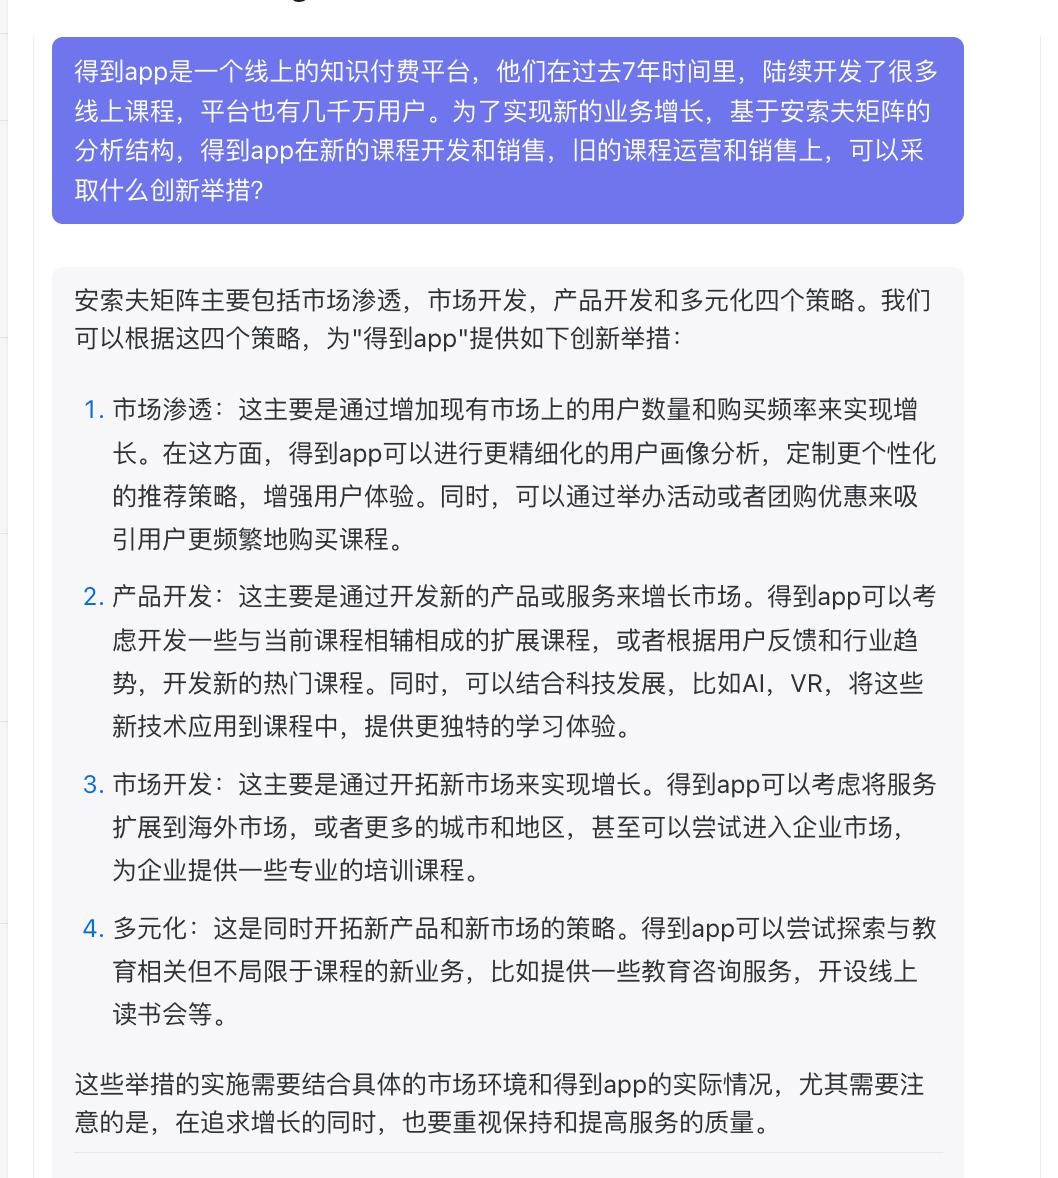 得到app是一个线上的知识付费平台，他们在过去7年时间里，陆续开发了很多
线上课程，平台也有几千万用户。为了实现新的业务增长，基于安索夫矩阵的
分析结构，得到app在新的课程开发和销售，旧的课程运营和销售上，可以采
取什么创新举措?
安索夫矩阵主要包括市场渗透，市场开发，产品开发和多元化四个策略。我们
可以根据这四个策略，为"得到app"提供如下创新举措：
1. 市场渗透：这主要是通过增加现有市场上的用户数量和购买频率来实现增
长。在这方面，得到app可以进行更精细化的用户画像分析，定制更个性化
的推荐策略，增强用户体验。同时，可以通过举办活动或者团购优惠来吸
引用户更频繁地购买课程。
2. 产品开发：这主要是通过开发新的产品或服务来增长市场。得到app可以考
虑开发一些与当前课程相辅相成的扩展课程，或者根据用户反馈和行业趋
势，开发新的热门课程。同时，可以结合科技发展，比如AI，VR，将这些
新技术应用到课程中，提供更独特的学习体验。
3. 市场开发：这主要是通过开拓新市场来实现增长。得到app可以考虑将服务
扩展到海外市场，或者更多的城市和地区，甚至可以尝试进入企业市场，
为企业提供一些专业的培训课程。
4. 多元化：这是同时开拓新产品和新市场的策略。得到app可以尝试探索与教
育相关但不局限于课程的新业务，比如提供一些教育咨询服务，开设线上
读书会等。
这些举措的实施需要结合具体的市场环境和得到app的实际情况，尤其需要注
意的是，在追求增长的同时，也要重视保持和提高服务的质量。